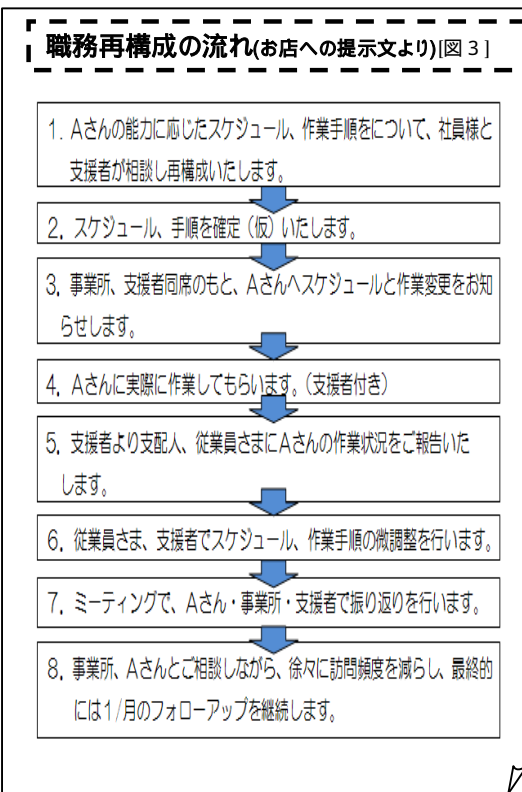 職務再構成の流れ(お店への提示文より)[図３]
1. Aさんの能力に応じたスケジュール、作業手順をについて、社員様と
支援者が相談し再構成いたします。
2. スケジュール、手順を確定（仮）いたします。
3. 事業所、支援者同席のもと、Aさんへスケジュールと作業変更をお知
らせします。
4. Aさんに実際に作業してもらいます。（支援者付き）
5. 支援者より支配人、従業員さまにAさんの作業状況をご報告いた
します。
6. 従業員さま、支援者でスケジュール、作業手順の微調整を行います。
7. ミーティングで、Aさん・事業所・支援者で振り返りを行います。
8. 事業所、Aさんとご相談しながら、徐々に訪問頻度を減らし、最終的
には1/月のフォローアップを継続します。